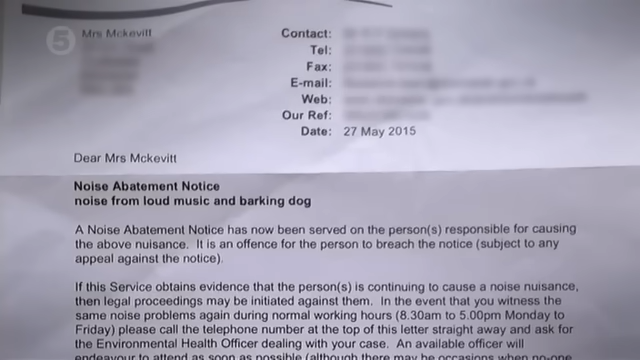 5
Mrs Mckevitt
Contact:
Tel:
Fax:
E-mail:
Web:
Our Ref:
Date: 27 May 2015
Dear Mrs Mckevitt
Noise Abatement Notice
noise from loud music and barking dog
A Noise Abatement Notice has now been served on the person(s) responsible for causing
the above nuisance. It is an offence for the person to breach the notice (subject to any
appeal against the notice).
If this Service obtains evidence that the person(s) is continuing to cause a noise nuisance,
then legal proceedings may be initiated against them. In the event that you witness the
same noise problems again during normal working hours (8.30am to 5.00pm Monday to
Friday) please call the telephone number at the top of this letter straight away and ask for
the Environmental Health Officer dealing with your case. An available officer will
endeavour to attend as soon as possible (although there may be occasions when no-one